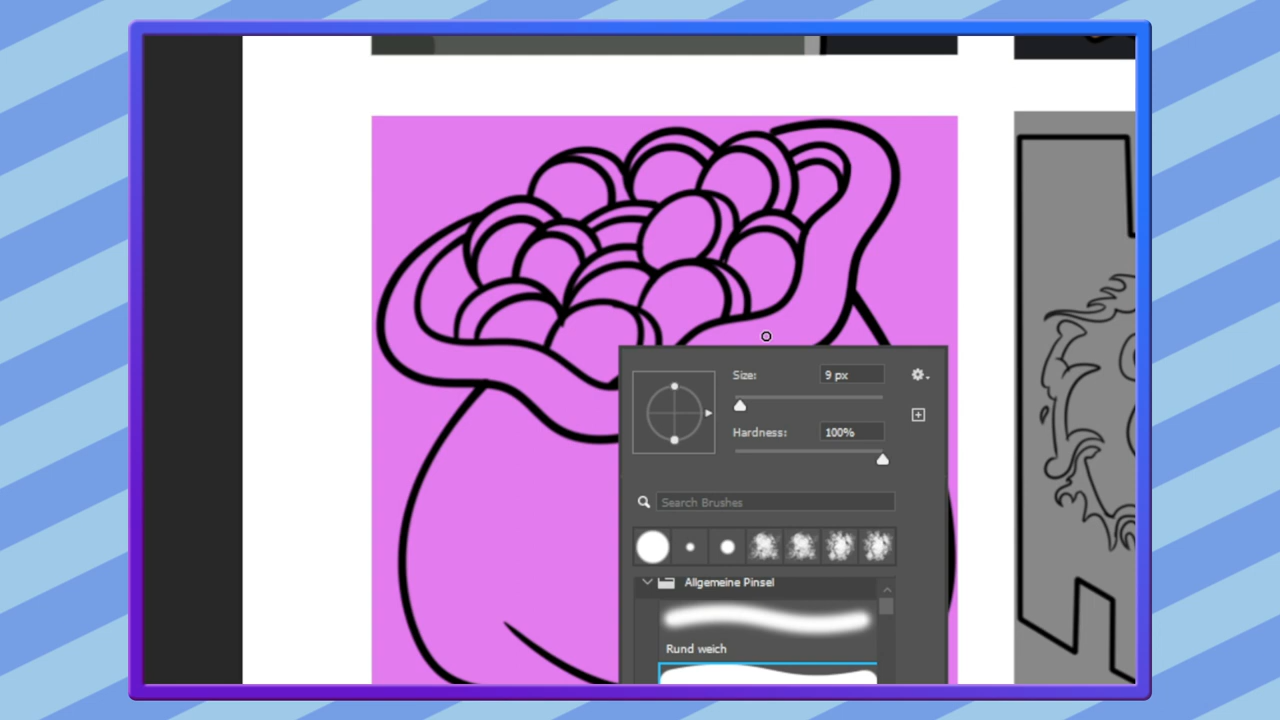 Size:
9 px
Hardness:
100%
Search Brushes
Allgemeine Pinsel
Rund weich